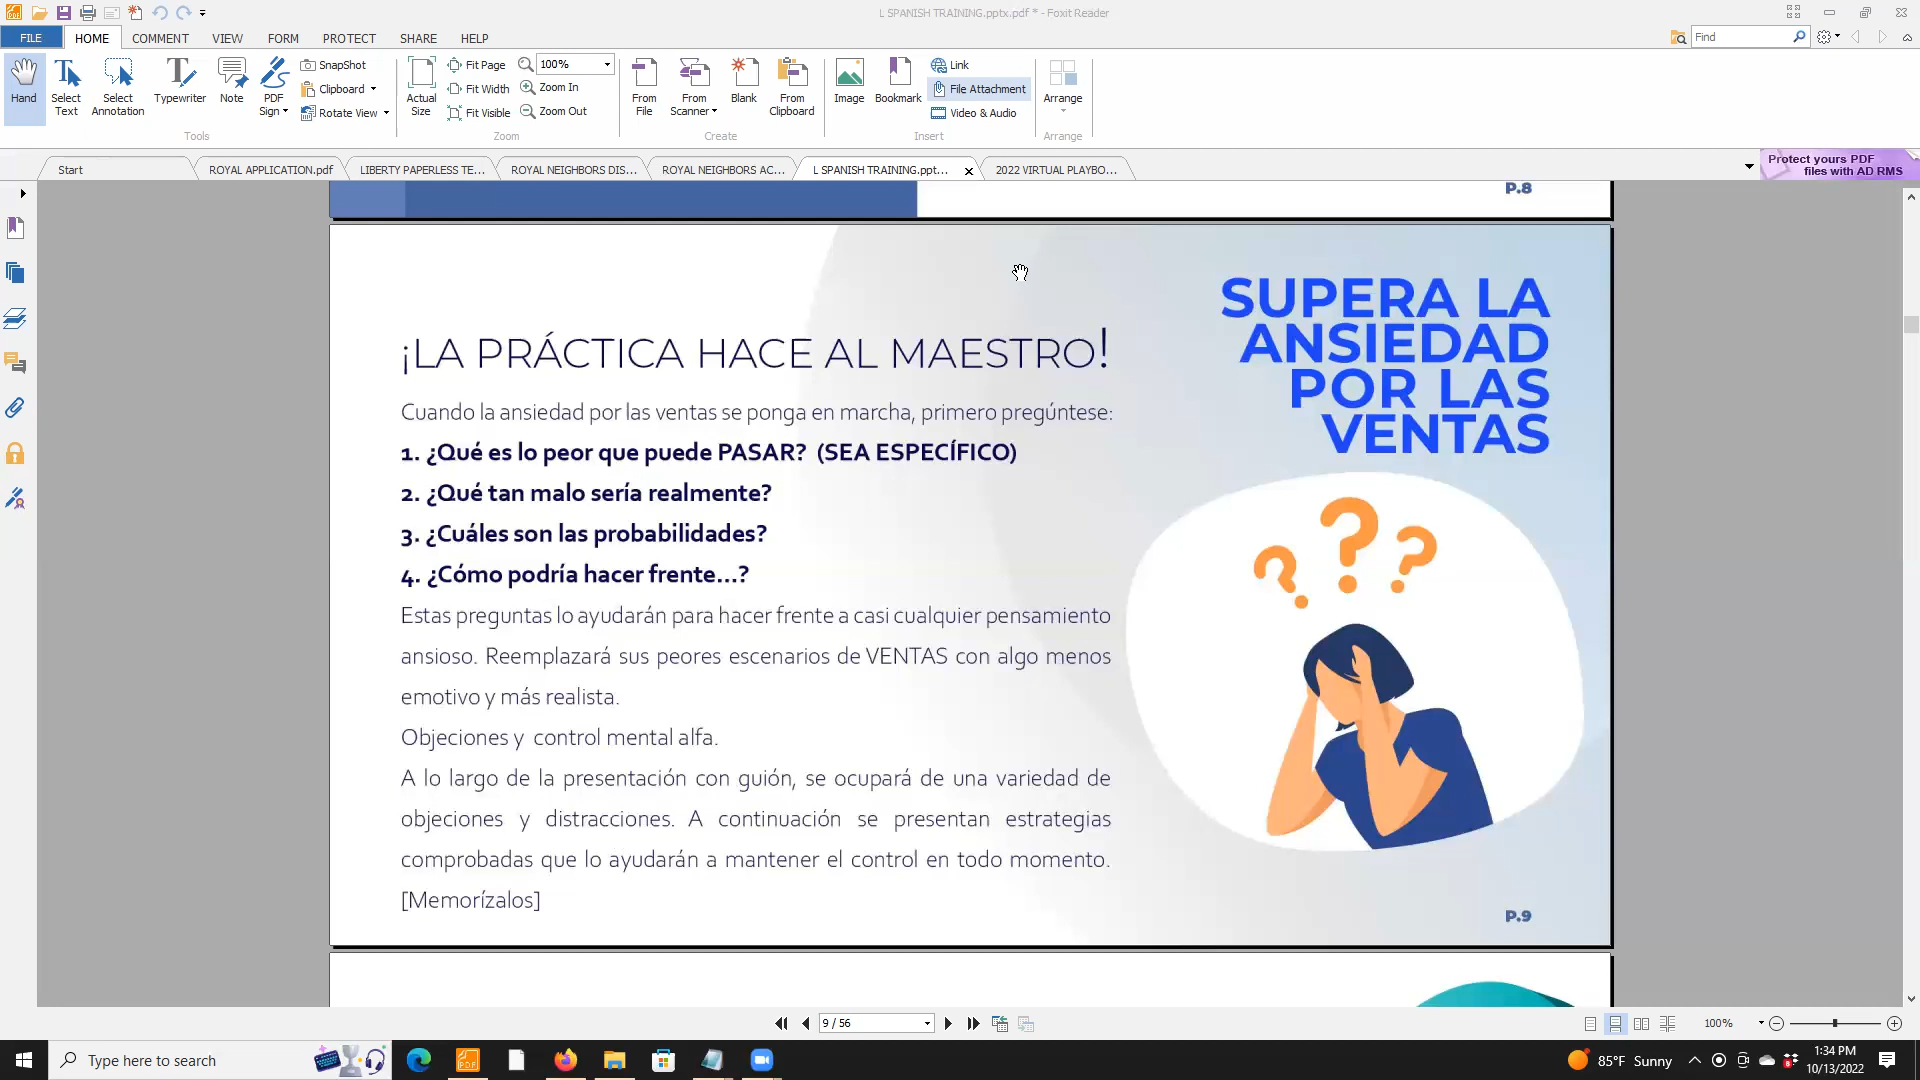 L SPANISH TRAINING.pptx.pdf * - Foxit Reader
FILE HOME COMMENT VIEW FORM PROTECT SHARE HELP
Find
Hand
Select Text
Select Annotation
Typewriter
Note
PDF Sign
SnapShot
Clipboard
Rotate View
Tools
Actual Size
Fit Page
Fit Width
Fit Visible
100%
Zoom In
Zoom Out
Zoom
From File
From Scanner
Blank
From Clipboard
Create
Image
Bookmark
Link
File Attachment
Video & Audio
Insert
Arrange
Arrange
Start
ROYAL APPLICATION.pdf
LIBERTY PAPERLESS TE...
ROYAL NEIGHBORS DIS...
ROYAL NEIGHBORS AC...
L SPANISH TRAINING.ppt...
2022 VIRTUAL PLAYBO...
Protect yours PDF
files with AD RMS
P.8
SUPERA LA
ANSIEDAD
POR LAS
VENTAS
¡LA PRÁCTICA HACE AL MAESTRO!
Cuando la ansiedad por las ventas se ponga en marcha, primero pregúntese:
1. ¿Qué es lo peor que puede PASAR? (SEA ESPECÍFICO)
2. ¿Qué tan malo sería realmente?
3. ¿Cuáles son las probabilidades?
4. ¿Cómo podría hacer frente...?
Estas preguntas lo ayudarán para hacer frente a casi cualquier pensamiento
ansioso. Reemplazará sus peores escenarios de VENTAS con algo menos
emotivo y más realista.
Objeciones y control mental alfa.
A lo largo de la presentación con guión, se ocupará de una variedad de
objeciones y distracciones. A continuación se presentan estrategias
comprobadas que lo ayudarán a mantener el control en todo momento.
[Memorízalos]
? ? ?
P.9
9 / 56
100%
Type here to search
85°F Sunny
1:34 PM
10/13/2022